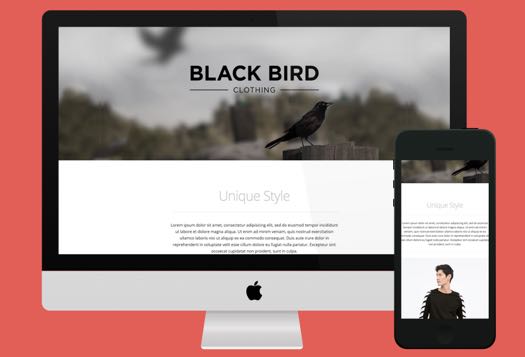 BLACK BIRD
CLOTHING
Unique Style
Lorem ipsum dolor sit amet, consectetur adipisicing elit, sed do eiusmod tempor incididunt
ut labore et dolore magna aliqua. Ut enim ad minim veniam, quis nostrud exercitation
ullamco laboris nisi ut aliquip ex ea commodo consequat. Duis aute irure dolor in
reprehenderit in voluptate velit esse cillum dolore eu fugiat nulla pariatur. Excepteur sint
occaecat cupidatat non proident, sunt in culpa.
Unique Style